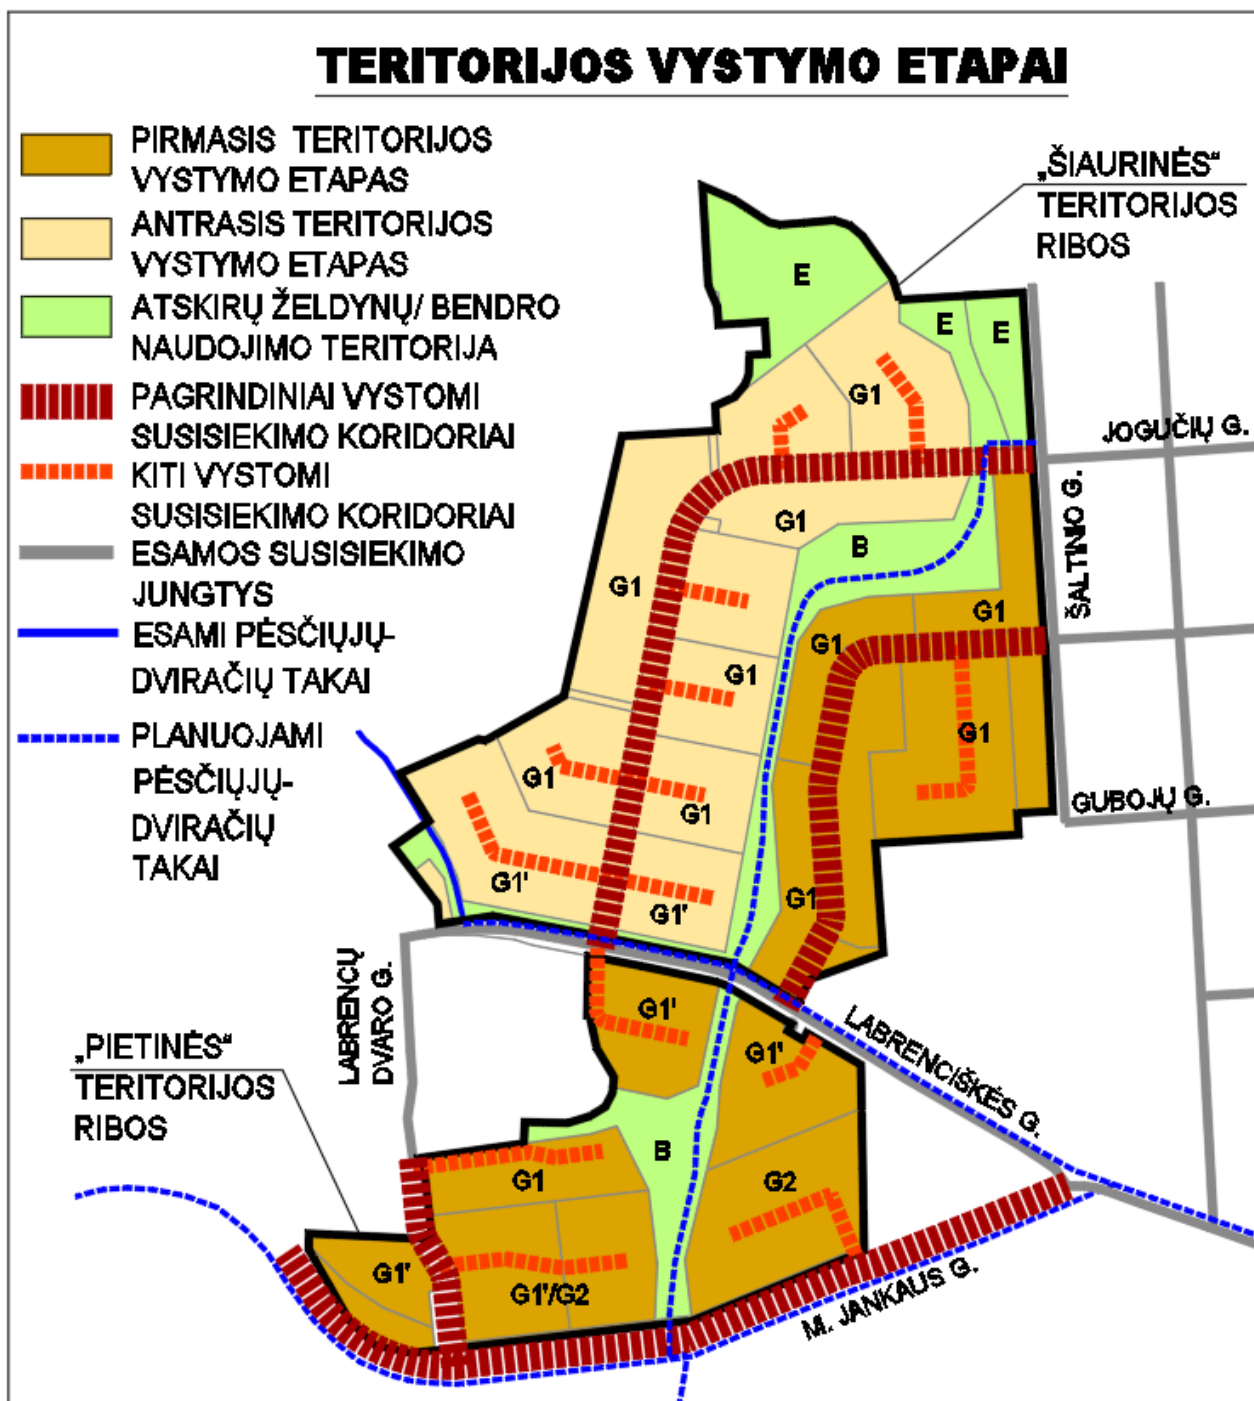 TERITORIJOS VYSTYMO ETAPAI
PIRMASIS TERITORIJOS
VYSTYMO ETAPAS
ANTRASIS TERITORIJOS
VYSTYMO ETAPAS
ATSKIRŲ ŽELDYNŲ/ BENDRO
NAUDOJIMO TERITORIJA
PAGRINDINIAI VYSTOMI
SUSISIEKIMO KORIDORIAI
KITI VYSTOMI
SUSISIEKIMO KORIDORIAI
ESAMOS SUSISIEKIMO
JUNGTYS
ESAMI PĖSČIŲJŲ-
DVIRAČIŲ TAKAI
PLANUOJAMI
PĖSČIŲJŲ-
DVIRAČIŲ
TAKAI
„ŠIAURINĖS“
TERITORIJOS
RIBOS
E
E
E
G1
JOGUČIŲ G.
ŠALTINIO G.
G1
B
G1
G1
G1
G1
G1
G1
G1
GUBOJŲ G.
G1
G1'
G1
G1'
LABRENCŲ
DVARO G.
G1'
G1'
LABRENCIŠKĖS G.
„PIETINĖS“
TERITORIJOS
RIBOS
B
G1
G2
G1'
G1'/G2
M. JANKAUS G.